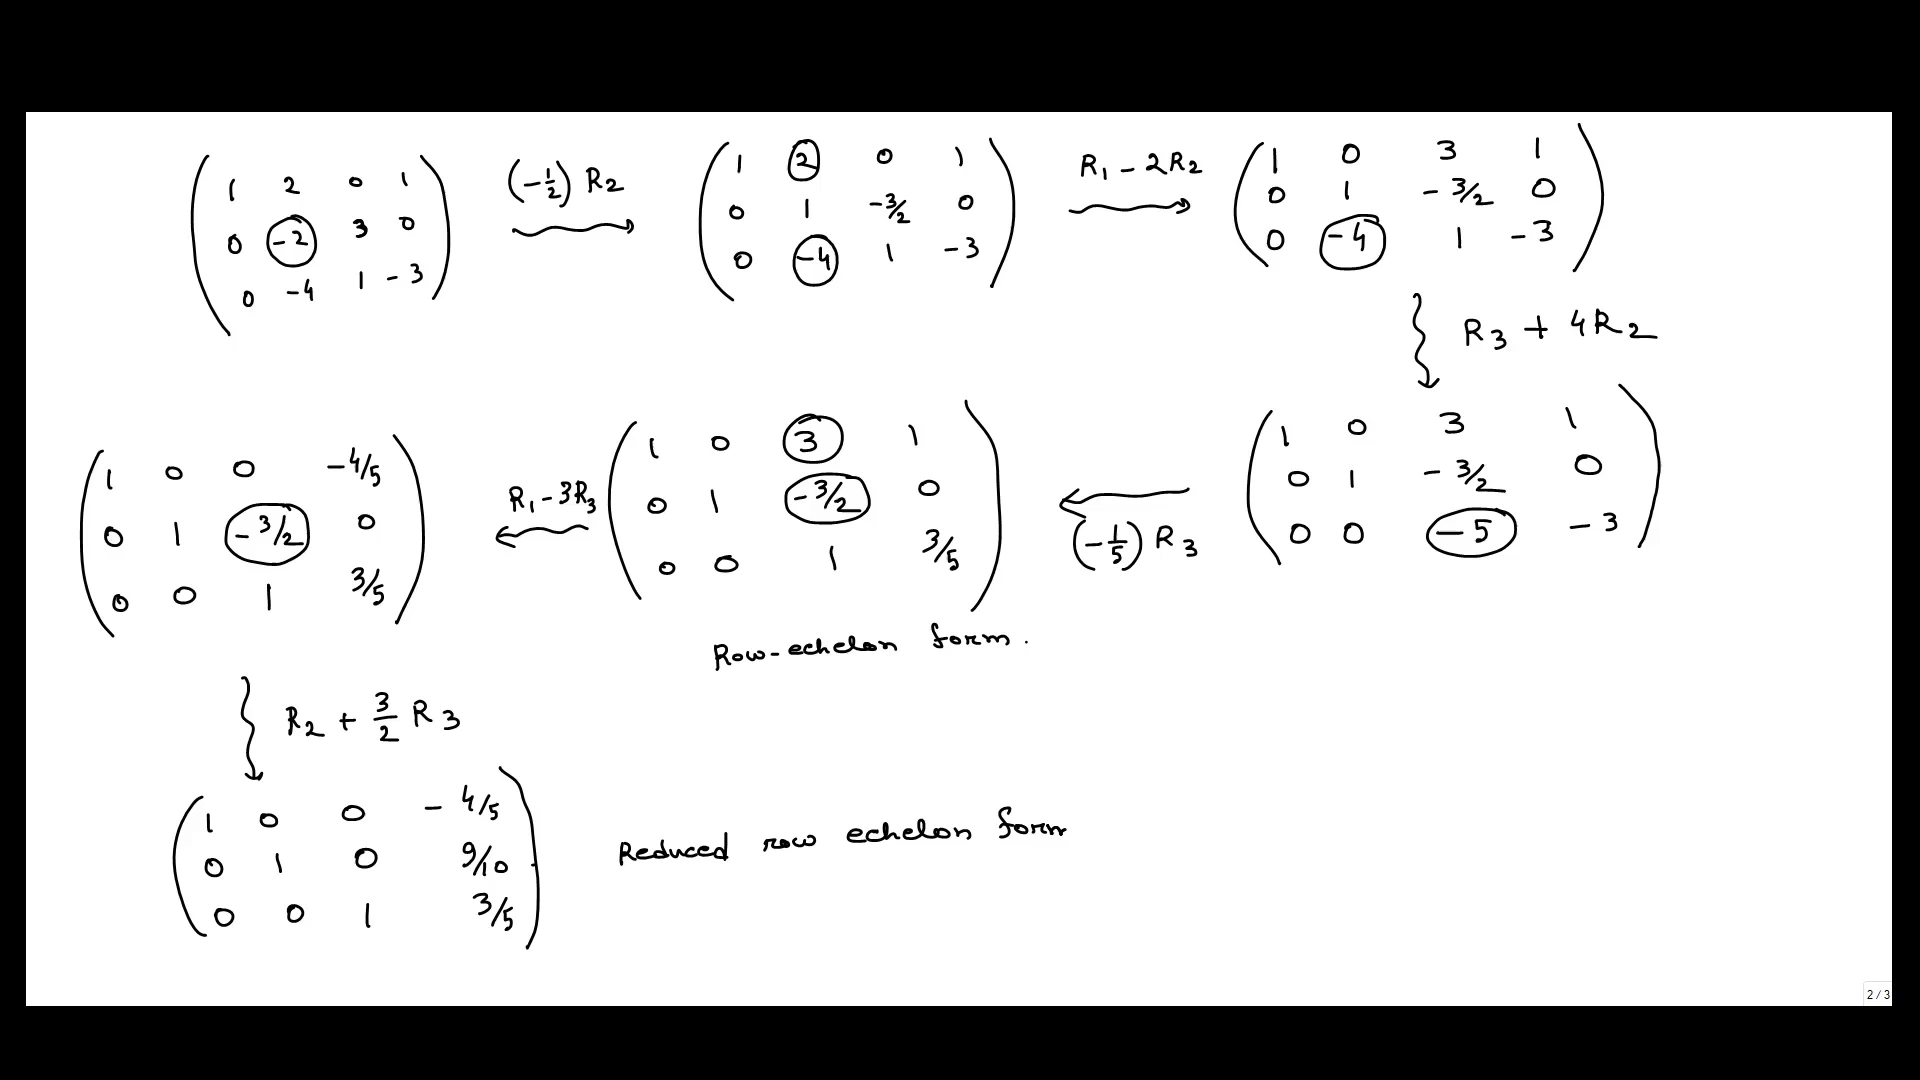 1 2 0 1
0 -2 3 0
0 -4 1 -3
(-1/2) R2
1 2 0 1
0 1 -3/2 0
0 -4 1 -3
R1 - 2R2
1 0 3 1
0 1 -3/2 0
0 -4 1 -3
R3 + 4R2
1 0 3 1
0 1 -3/2 0
0 0 -5 -3
(-1/5) R3
1 0 3 1
0 1 -3/2 0
0 0 1 3/5
Row-echelon form.
R1 - 3R3
1 0 0 -4/5
0 1 -3/2 0
0 0 1 3/5
R2 + 3/2 R3
1 0 0 -4/5
0 1 0 9/10
0 0 1 3/5
Reduced row echelon form
2 / 3